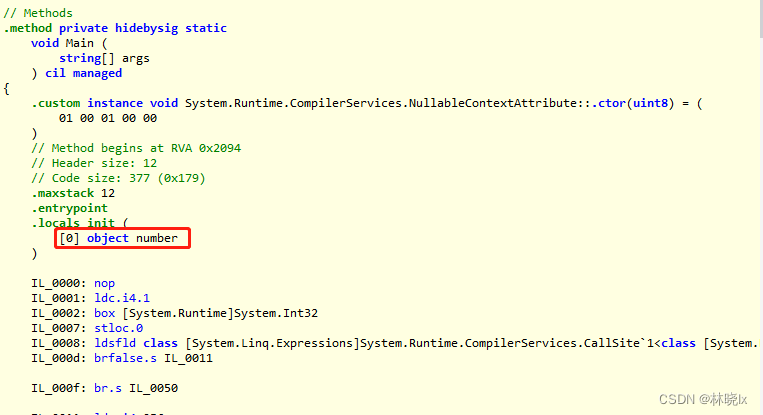 // Methods
.method private hidebysig static
void Main (
string[] args
) cil managed
{
.custom instance void System.Runtime.CompilerServices.NullableContextAttribute::.ctor(uint8) = (
01 00 01 00 00
)
// Method begins at RVA 0x2094
// Header size: 12
// Code size: 377 (0x179)
.maxstack 12
.entrypoint
.locals init (
[0] object number
)
IL_0000: nop
IL_0001: ldc.i4.1
IL_0002: box [System.Runtime]System.Int32
IL_0007: stloc.0
IL_0008: ldsfld class [System.Linq.Expressions]System.Runtime.CompilerServices.CallSite`1<class [System.
IL_000d: brfalse.s IL_0011
IL_000f: br.s IL_0050
CSDN @林晓lx